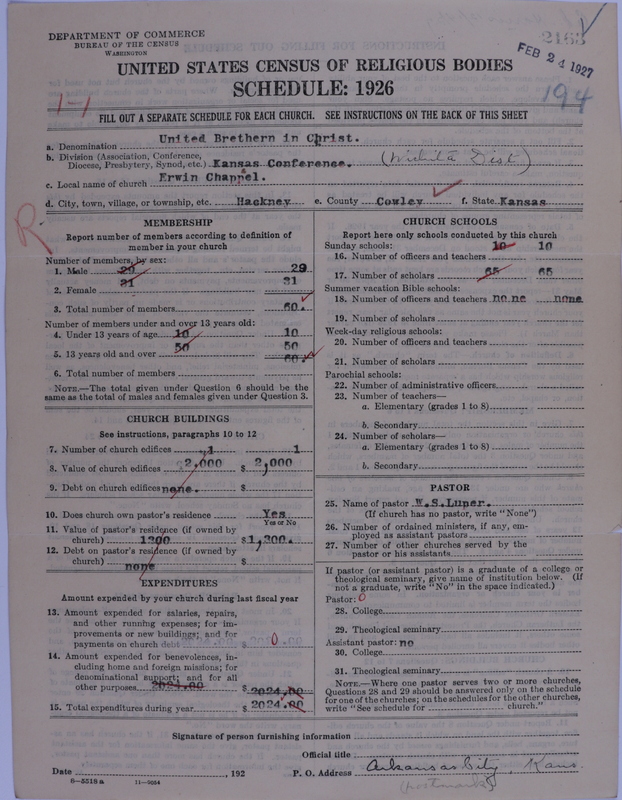 DEPARTMENT OF COMMERCE
BUREAU OF THE CENSUS
WASHINGTON
2163
FEB 24 1927
194
UNITED STATES CENSUS OF RELIGIOUS BODIES
SCHEDULE: 1926
1-1
FILL OUT A SEPARATE SCHEDULE FOR EACH CHURCH. SEE INSTRUCTIONS ON THE BACK OF THIS SHEET
a. Denomination United Brethern in Christ.
b. Division (Association, Conference,
Diocese, Presbytery, Synod, etc.) Kansas Conference. (Wichita Dist)
c. Local name of church Erwin Chappel.
d. City, town, village, or township, etc. Hackney e. County Cowley f. State Kansas
R
MEMBERSHIP
Report number of members according to definition of
member in your church
Number of members, by sex:
1. Male 29 29
2. Female 31 31
3. Total number of members 60.
Number of members under and over 13 years old:
4. Under 13 years of age 10 10
5. 13 years old and over 50 50
6. Total number of members 60.
NOTE.—The total given under Question 6 should be the
same as the total of males and females given under Question 3.
CHURCH BUILDINGS
See instructions, paragraphs 10 to 12
7. Number of church edifices 1 1
8. Value of church edifices 2,000 $ 2,000
9. Debt on church edifices none. $
10. Does church own pastor's residence Yes
Yes or No
11. Value of pastor's residence (if owned by
church) 1300 $ 1,300.
12. Debt on pastor's residence (if owned by
church) none $
EXPENDITURES
Amount expended by your church during last fiscal year
13. Amount expended for salaries, repairs,
and other running expenses; for im-
provements or new buildings; and for
payments on church debt $ 0
14. Amount expended for benevolences, in-
cluding home and foreign missions; for
denominational support; and for all
other purposes 2024.00 $ 2024.00
15. Total expenditures during year $ 2024.00
CHURCH SCHOOLS
Report here only schools conducted by this church
Sunday schools:
16. Number of officers and teachers 10 10
17. Number of scholars 65 65
Summer vacation Bible schools:
18. Number of officers and teachers none none
19. Number of scholars
Week-day religious schools:
20. Number of officers and teachers
21. Number of scholars
Parochial schools:
22. Number of administrative officers
23. Number of teachers—
a. Elementary (grades 1 to 8)
b. Secondary
24. Number of scholars—
a. Elementary (grades 1 to 8)
b. Secondary
PASTOR
25. Name of pastor W.S.Luper.
(If church has no pastor, write "None")
26. Number of ordained ministers, if any, em-
ployed as assistant pastors
27. Number of other churches served by the
pastor or his assistants
If pastor (or assistant pastor) is a graduate of a college or
theological seminary, give name of institution below. (If
not a graduate, write "No" in the space indicated.)
Pastor: 0
28. College
29. Theological seminary
Assistant pastor: no
30. College
31. Theological seminary
NOTE.—Where one pastor serves two or more churches,
Questions 28 and 29 should be answered only on the schedule
for one of the churches; on the schedules for the other churches,
write "See schedule for church."
Signature of person furnishing information
Official title
Date , 192 P. O. Address Arkansas City, Kans.
8-5518a 11-9664 (postmark)